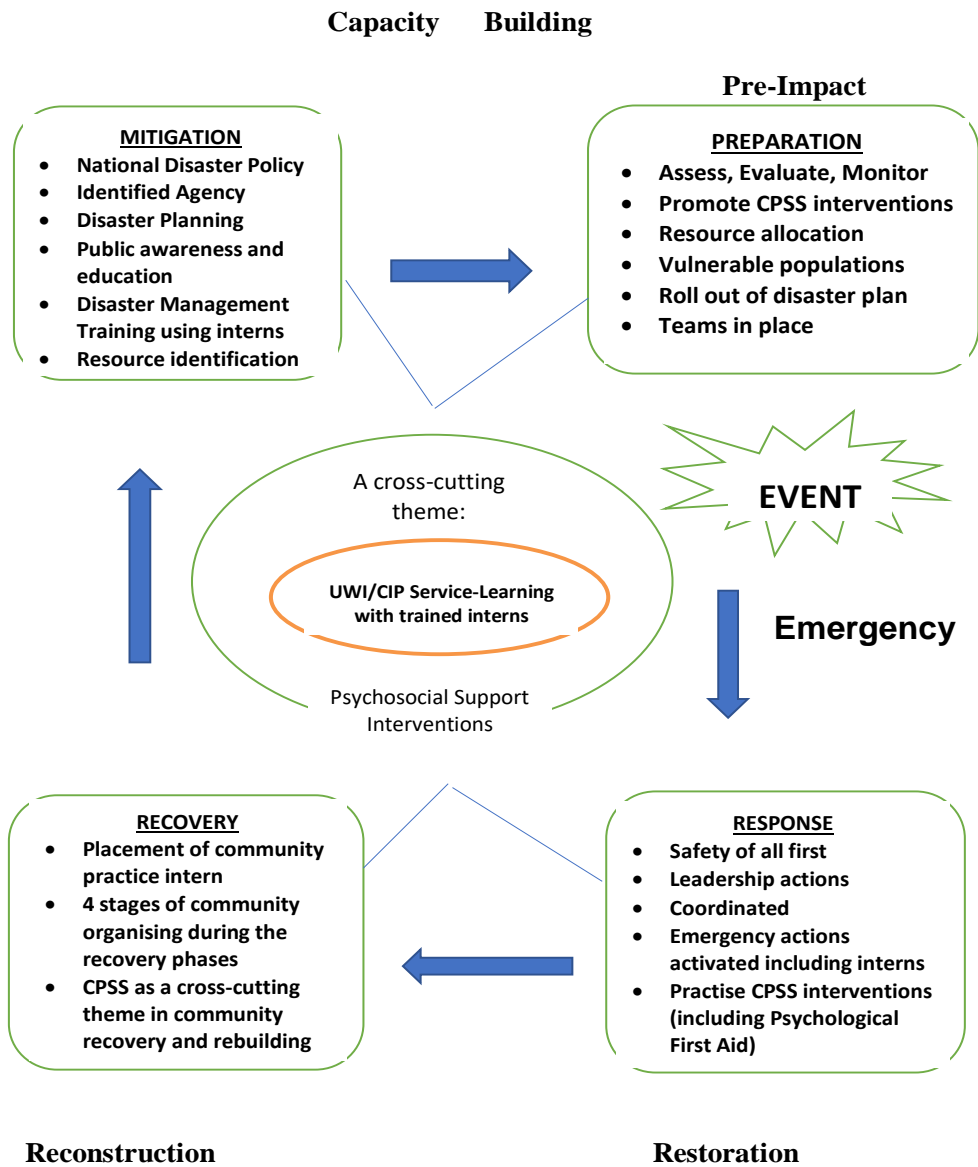 Capacity Building
Pre-Impact
MITIGATION
• National Disaster Policy
• Identified Agency
• Disaster Planning
• Public awareness and
education
• Disaster Management
Training using interns
• Resource identification
PREPARATION
• Assess, Evaluate, Monitor
• Promote CPSS interventions
• Resource allocation
• Vulnerable populations
• Roll out of disaster plan
• Teams in place
A cross-cutting
theme:
UWI/CIP Service-Learning
with trained interns
Psychosocial Support
Interventions
EVENT
Emergency
RECOVERY
• Placement of community
practice intern
• 4 stages of community
organising during the
recovery phases
• CPSS as a cross-cutting
theme in community
recovery and rebuilding
RESPONSE
• Safety of all first
• Leadership actions
• Coordinated
• Emergency actions
activated including interns
• Practise CPSS interventions
(including Psychological
First Aid)
Reconstruction
Restoration